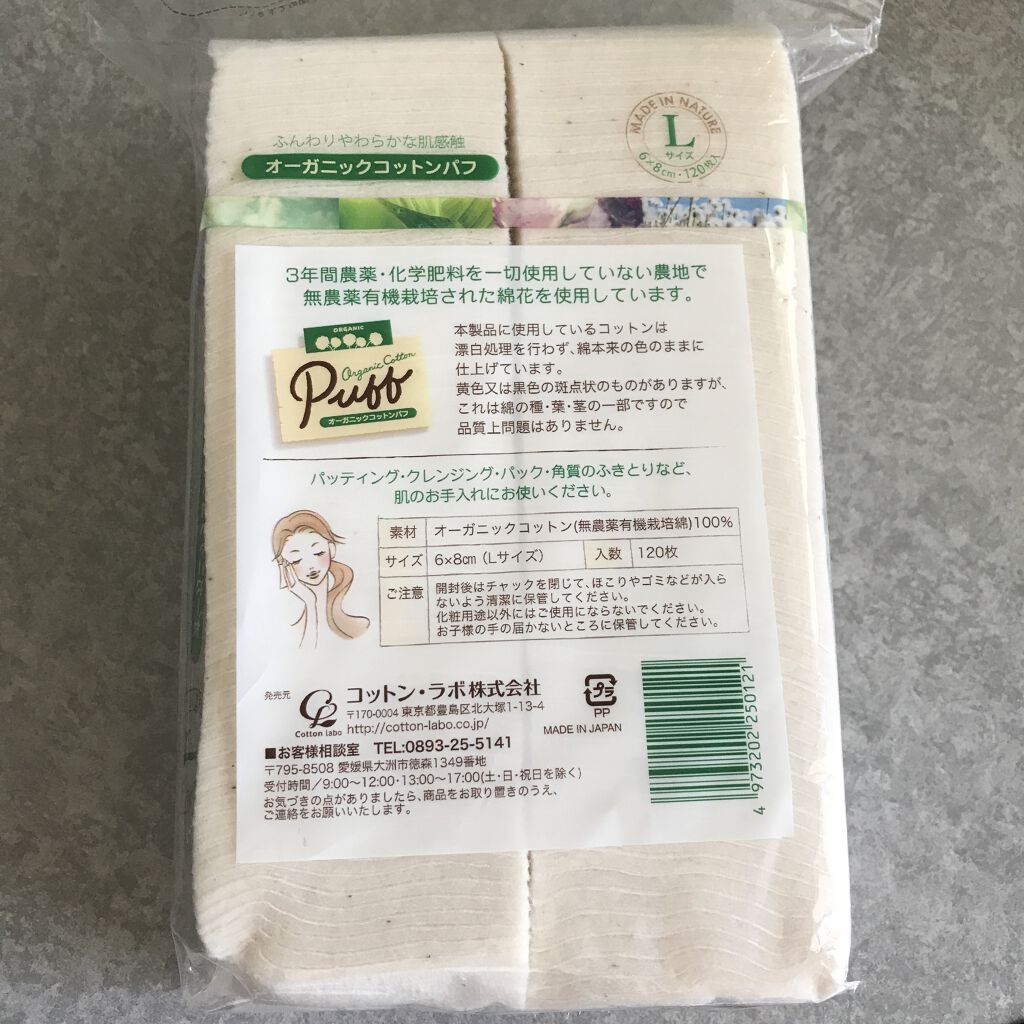 ふんわりやわらかな肌感触
オーガニックコットンパフ
MADE IN NATURE
L
サイズ
6×8cm・120枚入
3年間農薬・化学肥料を一切使用していない農地で
無農薬有機栽培された綿花を使用しています。
ORGANIC
Organic Cotton
Puff
オーガニックコットンパフ
本製品に使用しているコットンは
漂白処理を行わず、綿本来の色のままに
仕上げています。
黄色又は黒色の斑点状のものがありますが、
これは綿の種・葉・茎の一部ですので
品質上問題はありません。
パッティング・クレンジング・パック・角質のふきとりなど、
肌のお手入れにお使いください。
素材 オーガニックコットン(無農薬有機栽培綿)100%
サイズ 6×8㎝(Lサイズ) 入数 120枚
ご注意 開封後はチャックを閉じて、ほこりやゴミなどが入ら
ないよう清潔に保管してください。
化粧用途以外にはご使用にならないでください。
お子様の手の届かないところに保管してください。
発売元
Cotton labo
コットン・ラボ株式会社
〒170-0004 東京都豊島区北大塚1-13-4
http://cotton-labo.co.jp/
プラ
PP
MADE IN JAPAN
■お客様相談室 TEL:0893-25-5141
〒795-8508 愛媛県大洲市徳森1349番地
受付時間/9:00〜12:00・13:00〜17:00(土・日・祝日を除く)
お気づきの点がありましたら、商品をお取り置きのうえ、
ご連絡をお願いいたします。
4 973202 250121